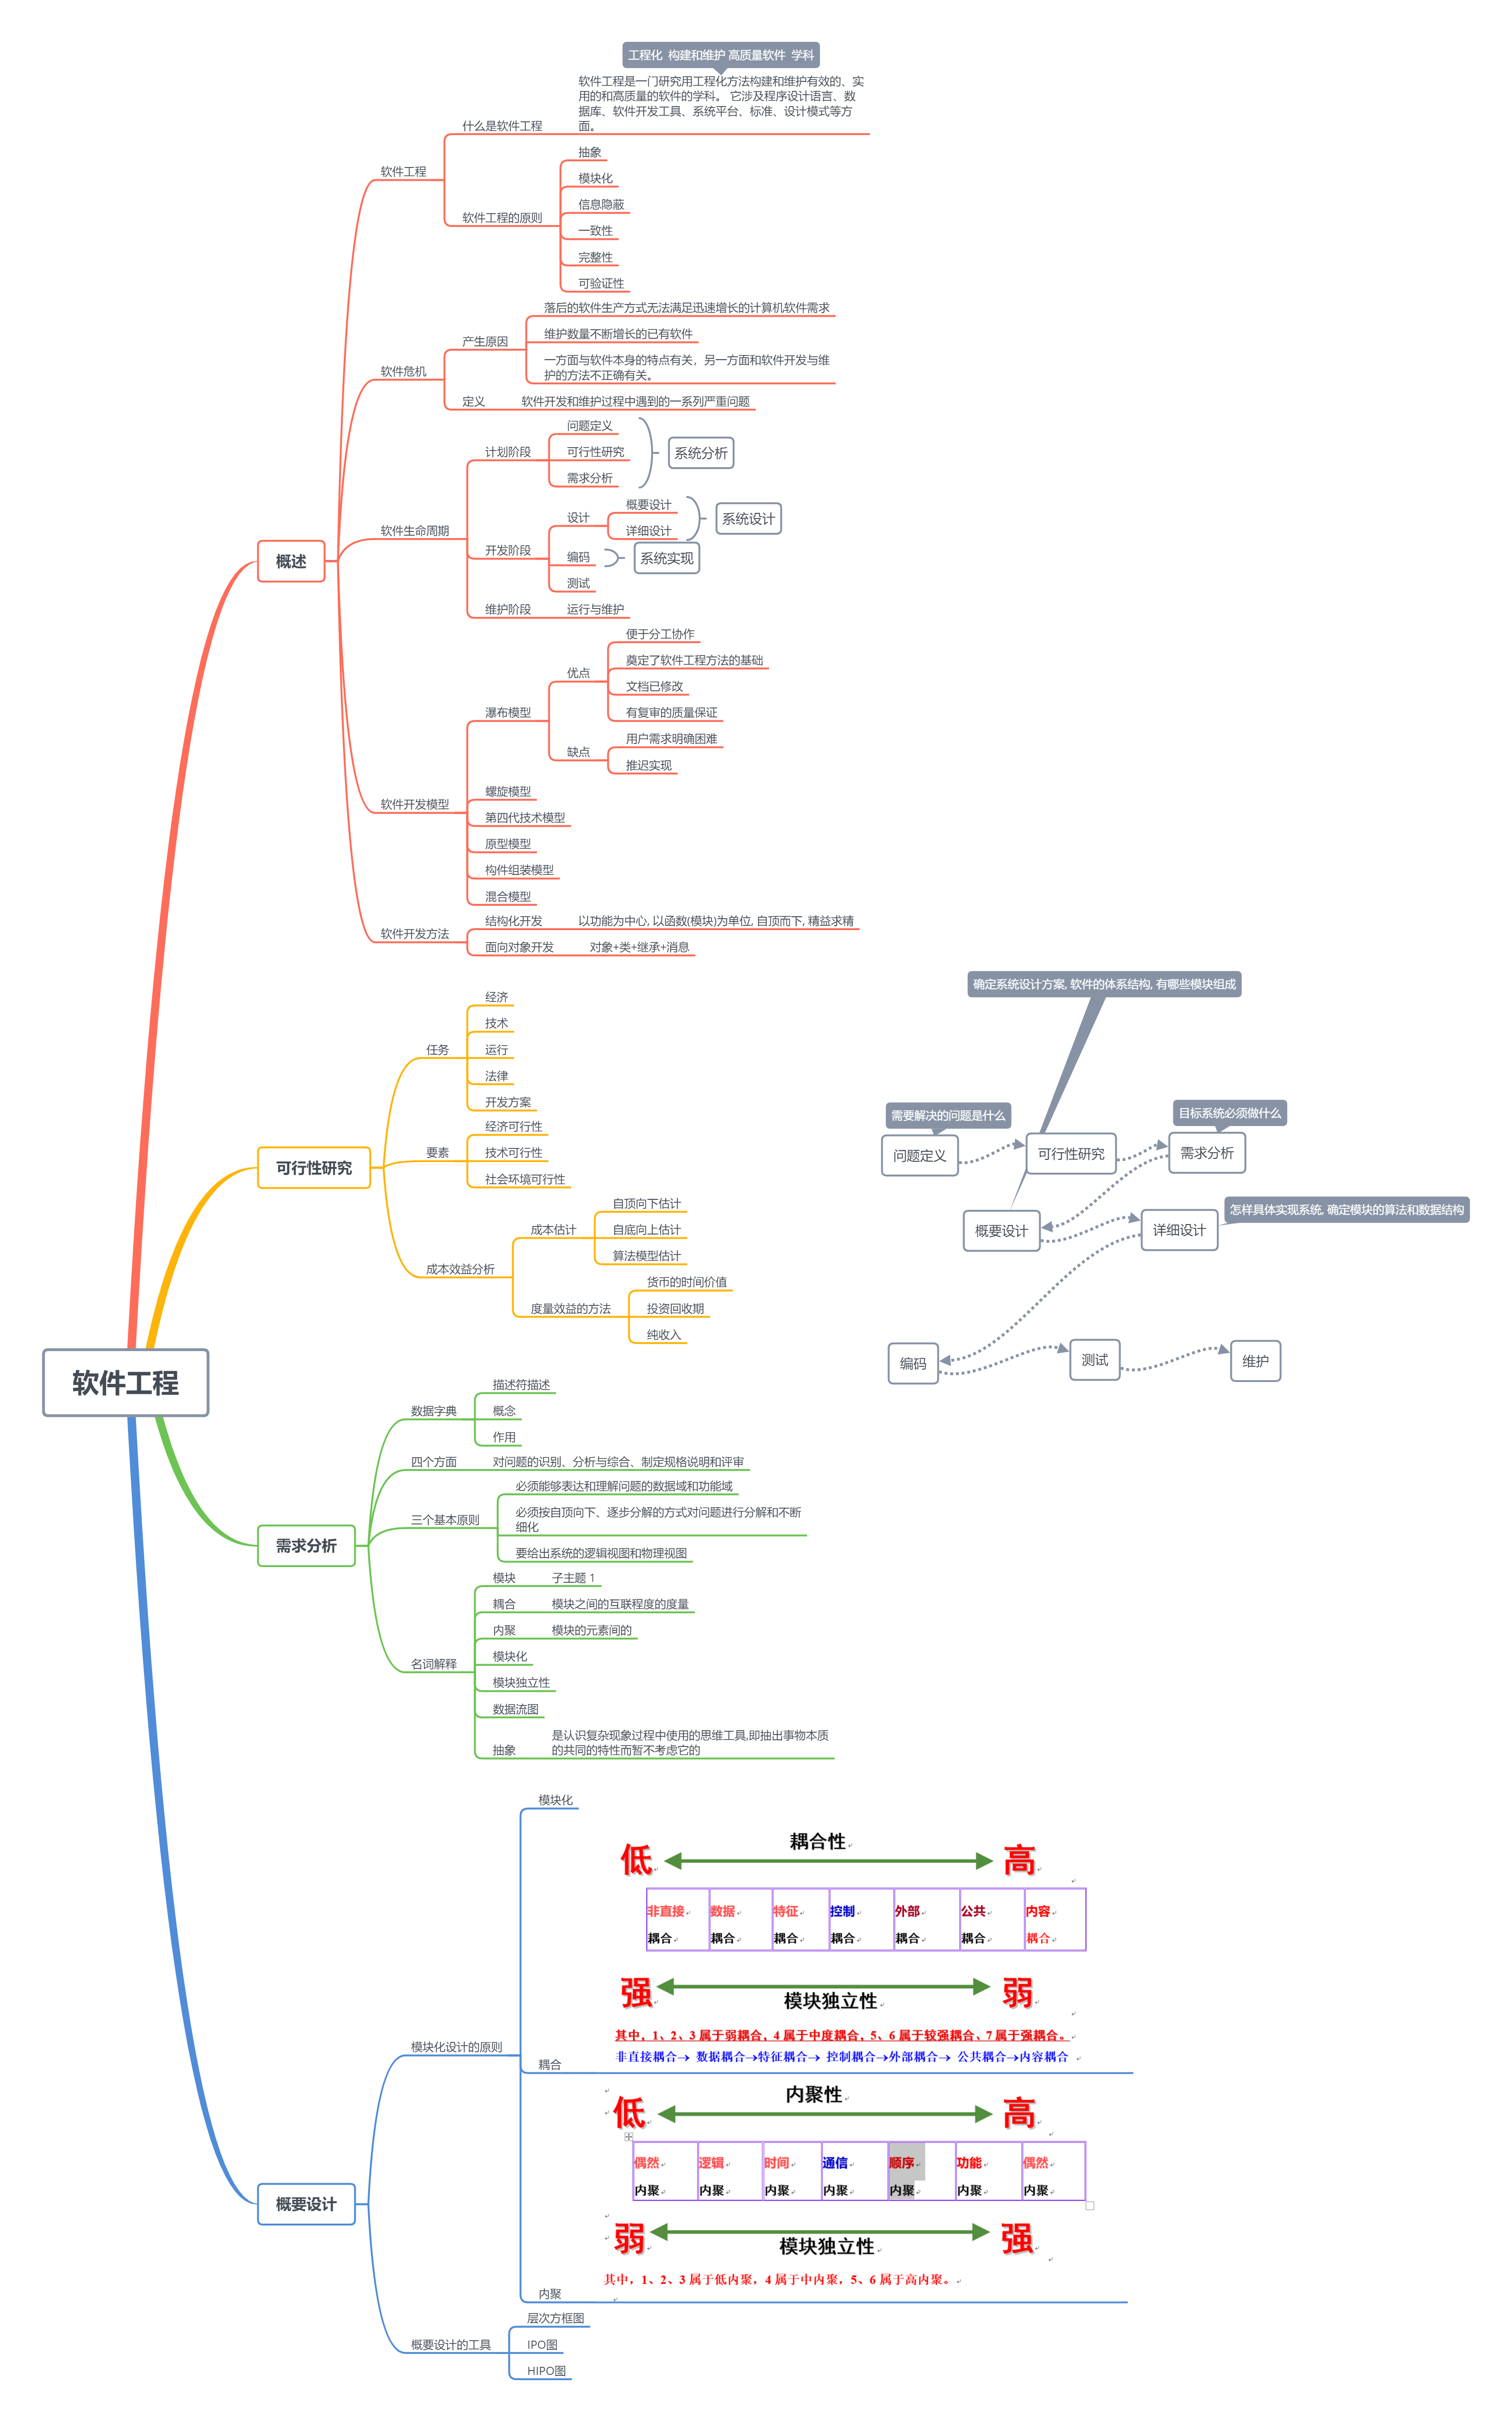 软件工程
概述
软件工程
什么是软件工程
工程化 构建和维护 高质量软件 学科
软件工程是一门研究用工程化方法构建和维护有效的、实
用的和高质量的软件的学科。 它涉及程序设计语言、数
据库、软件开发工具、系统平台、标准、设计模式等方
面。
软件工程的原则
抽象
模块化
信息隐蔽
一致性
完整性
可验证性
软件危机
产生原因
落后的软件生产方式无法满足迅速增长的计算机软件需求
维护数量不断增长的已有软件
一方面与软件本身的特点有关，另一方面和软件开发与维
护的方法不正确有关。
定义
软件开发和维护过程中遇到的一系列严重问题
软件生命周期
计划阶段
问题定义
可行性研究
需求分析
系统分析
开发阶段
设计
概要设计
详细设计
系统设计
编码
系统实现
测试
维护阶段
运行与维护
软件开发模型
瀑布模型
优点
便于分工协作
奠定了软件工程方法的基础
文档已修改
有复审的质量保证
缺点
用户需求明确困难
推迟实现
螺旋模型
第四代技术模型
原型模型
构件组装模型
混合模型
软件开发方法
结构化开发
以功能为中心, 以函数(模块)为单位, 自顶而下, 精益求精
面向对象开发
对象+类+继承+消息
可行性研究
任务
经济
技术
运行
法律
开发方案
要素
经济可行性
技术可行性
社会环境可行性
成本效益分析
成本估计
自顶向下估计
自底向上估计
算法模型估计
度量效益的方法
货币的时间价值
投资回收期
纯收入
确定系统设计方案, 软件的体系结构, 有哪些模块组成
需要解决的问题是什么
目标系统必须做什么
问题定义
可行性研究
需求分析
怎样具体实现系统, 确定模块的算法和数据结构
概要设计
详细设计
编码
测试
维护
需求分析
数据字典
描述符描述
概念
作用
四个方面
对问题的识别、分析与综合、制定规格说明和评审
三个基本原则
必须能够表达和理解问题的数据域和功能域
必须按自顶向下、逐步分解的方式对问题进行分解和不断
细化
要给出系统的逻辑视图和物理视图
名词解释
模块
子主题 1
耦合
模块之间的互联程度的度量
内聚
模块的元素间的
模块化
模块独立性
数据流图
抽象
是认识复杂现象过程中使用的思维工具,即抽出事物本质
的共同的特性而暂不考虑它的
概要设计
模块化设计的原则
模块化
耦合
低 耦合性 高
非直接 数据 特征 控制 外部 公共 内容
耦合 耦合 耦合 耦合 耦合 耦合 耦合
强 模块独立性 弱
其中，1、2、3 属于弱耦合，4 属于中度耦合，5、6 属于较强耦合、7 属于强耦合。
非直接耦合→ 数据耦合→特征耦合→ 控制耦合→外部耦合→ 公共耦合→内容耦合
内聚
低 内聚性 高
偶然 逻辑 时间 通信 顺序 功能 偶然
内聚 内聚 内聚 内聚 内聚 内聚 内聚
弱 模块独立性 强
其中，1、2、3 属于低内聚，4 属于中内聚，5、6 属于高内聚。
概要设计的工具
层次方框图
IPO图
HIPO图